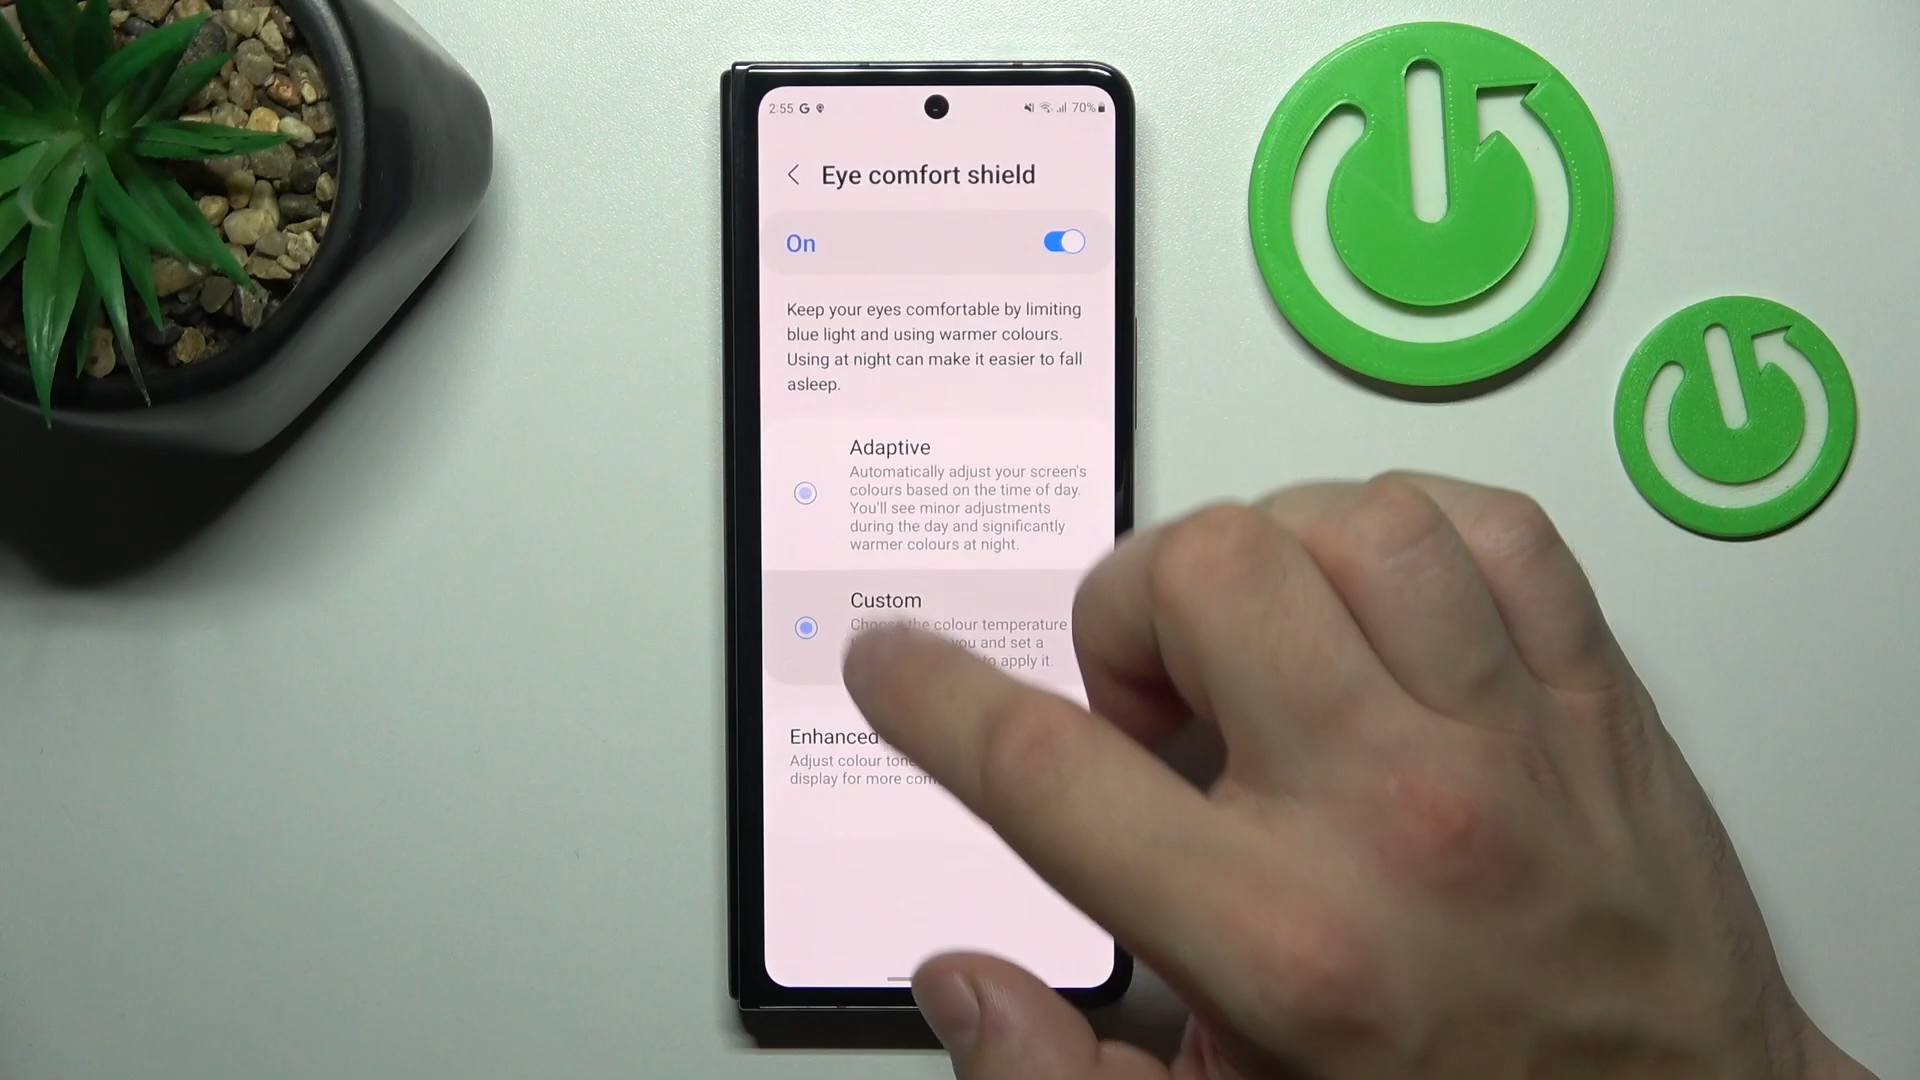 2:55 G 70%
Eye comfort shield
On
Keep your eyes comfortable by limiting
blue light and using warmer colours.
Using at night can make it easier to fall
asleep.
Adaptive
Automatically adjust your screen's
colours based on the time of day.
You'll see minor adjustments
during the day and significantly
warmer colours at night.
Custom
Choose the colour temperature
you and set a
to apply it.
Enhanced
Adjust colour
display for more